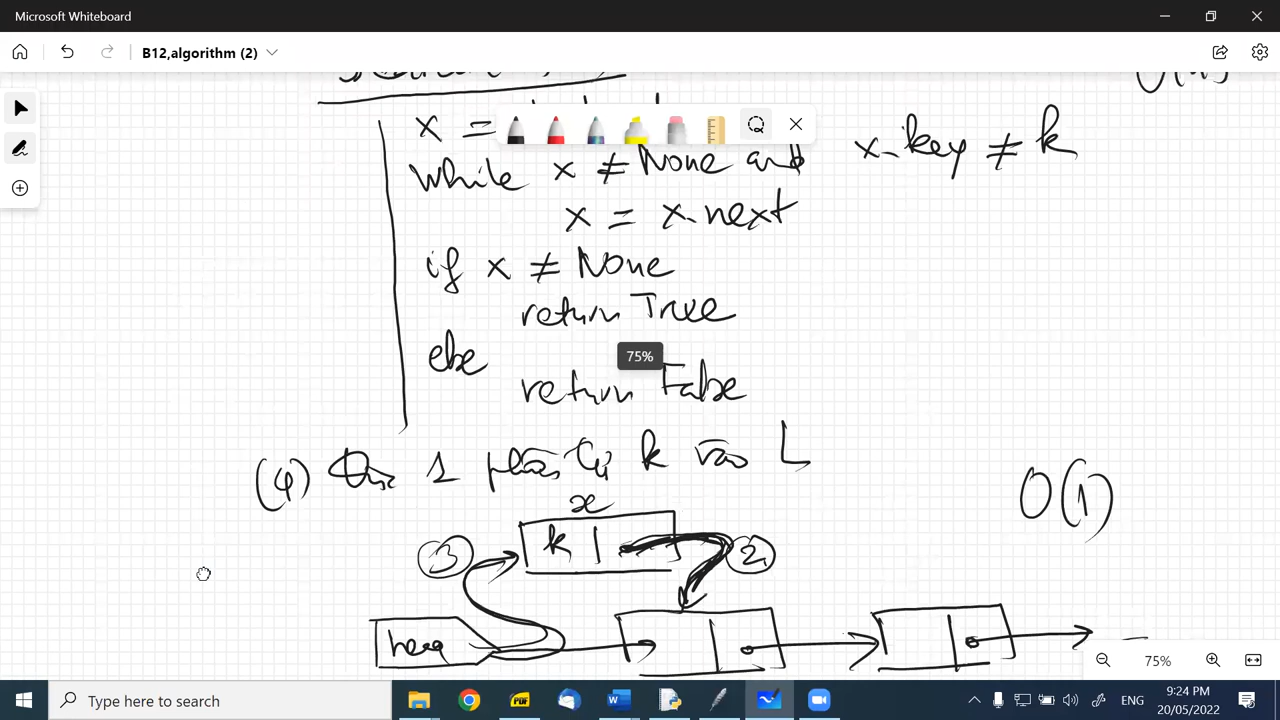 Microsoft Whiteboard
B12,algorithm (2)
x =
while x ≠ None and x.key ≠ k
x = x.next
if x ≠ None
return True
75%
else
return False
(4) 1 phần tử k vào L
x
O(1)
k
3
2
head
75%
Type here to search
PDF
ENG
9:24 PM
20/05/2022